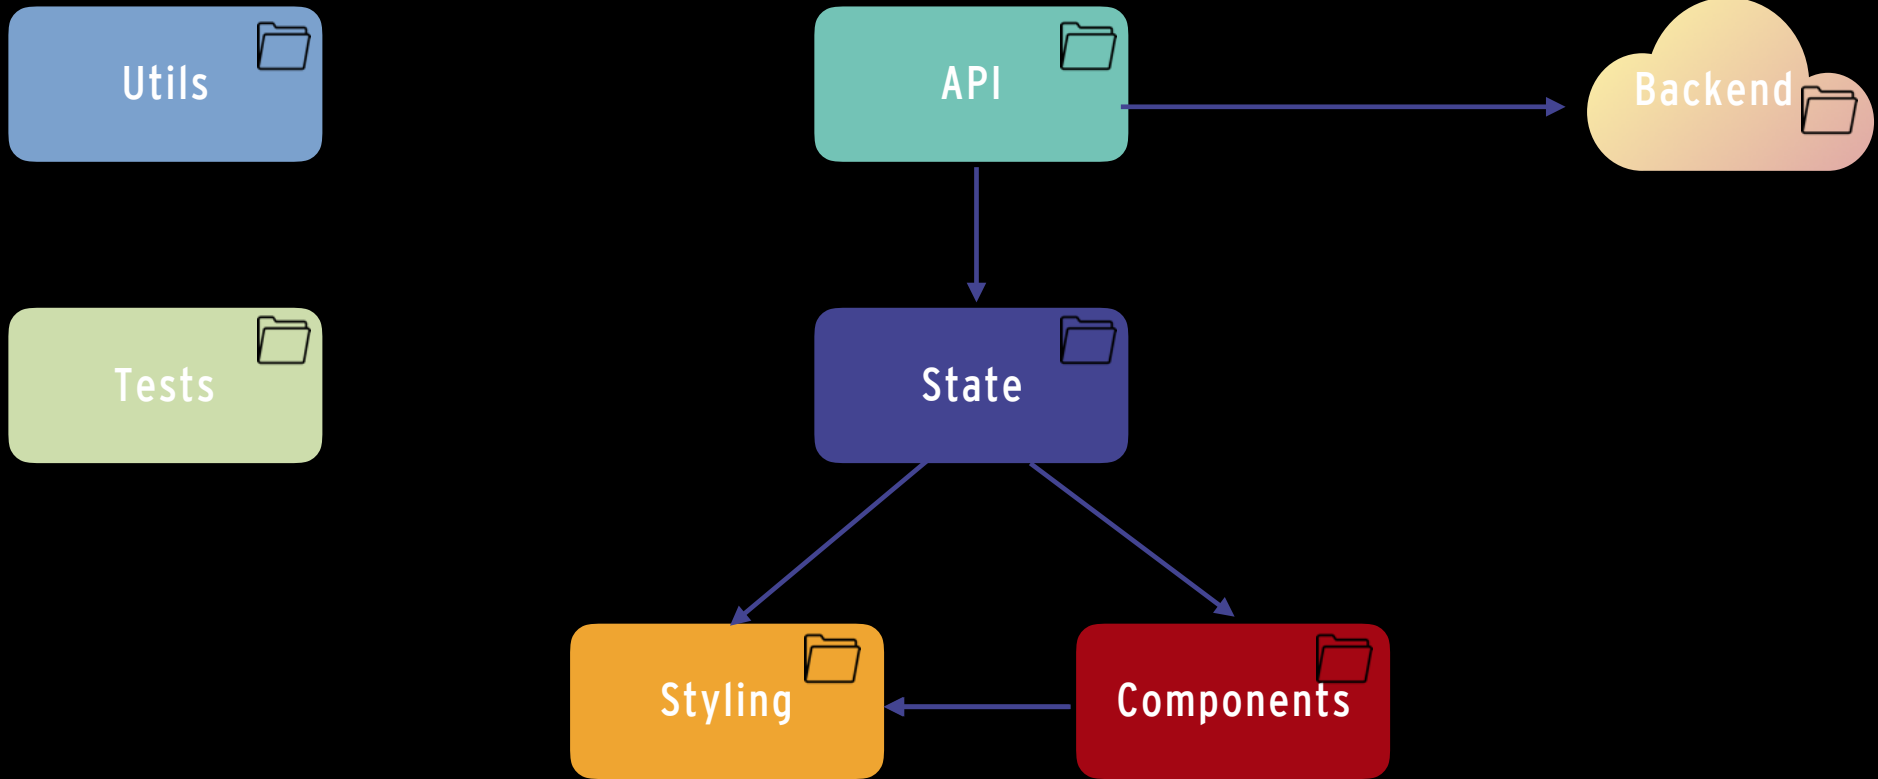 Utils
API
Backend
Tests
State
Styling
Components